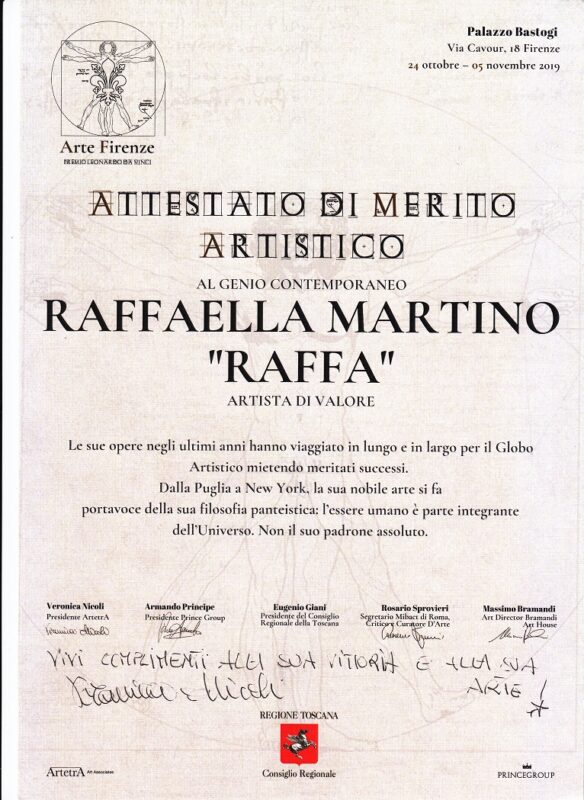 Palazzo Bastogi
Via Cavour, 18 Firenze
24 ottobre – 05 novembre 2019
Arte Firenze
PREMIO LEONARDO DA VINCI
ATTESTATO DI MERITO
ARTISTICO
AL GENIO CONTEMPORANEO
RAFFAELLA MARTINO
"RAFFA"
ARTISTA DI VALORE
Le sue opere negli ultimi anni hanno viaggiato in lungo e in largo per il Globo
Artistico mietendo meritati successi.
Dalla Puglia a New York, la sua nobile arte si fa
portavoce della sua filosofia panteistica: l'essere umano è parte integrante
dell'Universo. Non il suo padrone assoluto.
Veronica Nicoli
Presidente ArtetrA
Armando Principe
Presidente Prince Group
Eugenio Giani
Presidente del Consiglio
Regionale della Toscana
Rosario Sprovieri
Segretario Mibact di Roma,
Critico e Curatore D'Arte
Massimo Bramandi
Art Director Bramandi
Art House
VIVI COMPLIMENTI ALLA SUA VITTORIA E ALLA SUA
ARTE!
Veronica Nicoli
REGIONE TOSCANA
Consiglio Regionale
ArtetrA Art Associates
PRINCEGROUP